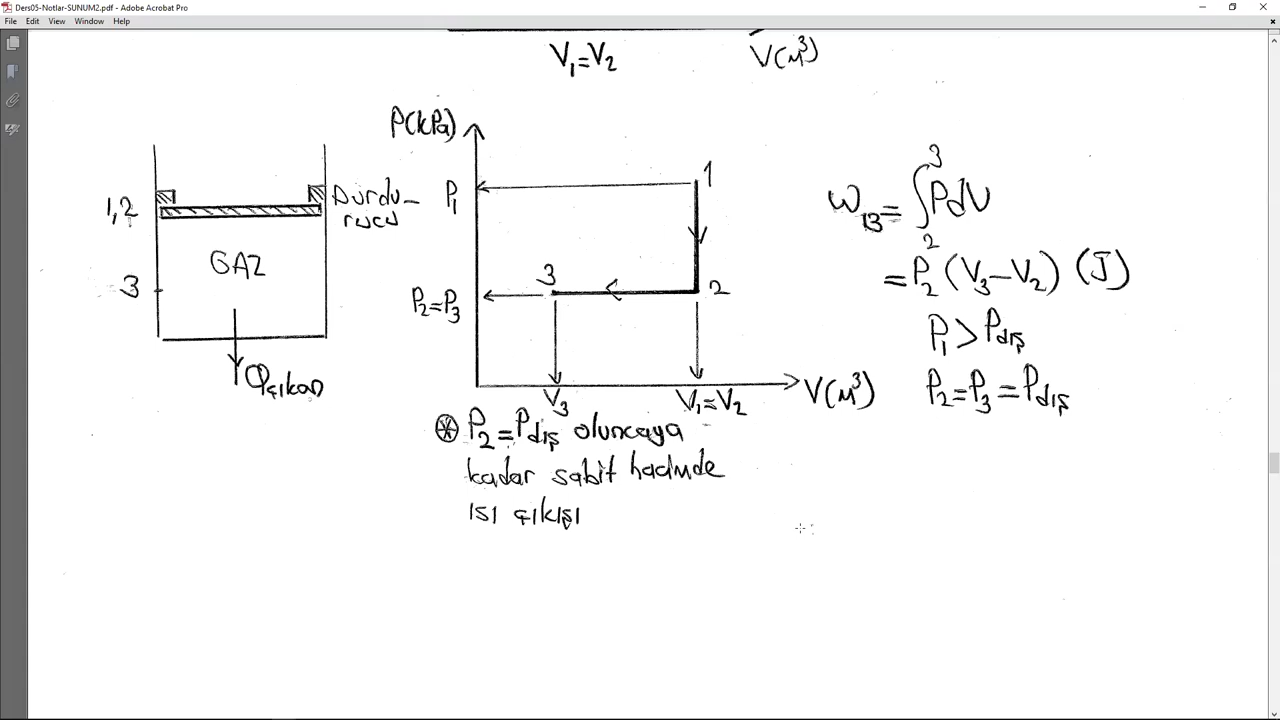 Ders05-Notlar-SUNUM2.pdf - Adobe Acrobat Pro
File Edit View Window Help
V₁=V₂
V(m³)
P(kPa)
1
P₁
1,2
Durdu-
rucu
GAZ
3
3
2
P₂=P₃
Qçıkan
V₃
V₁=V₂
V(m³)
W₁₃=∫₂³PdV
=P₂(V₃-V₂) (J)
P₁>Pdış
P₂=P₃=Pdış
⊛ P₂=Pdış oluncaya
kadar sabit hacimde
ısı çıkışı